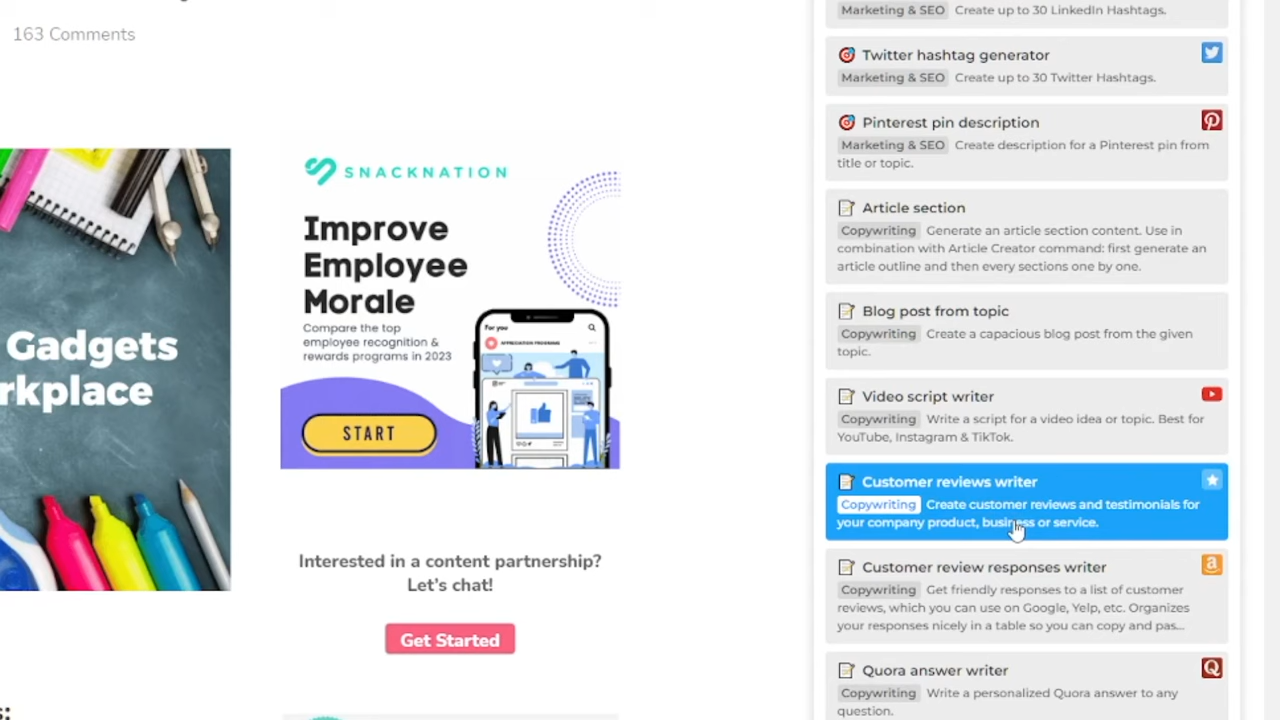 163 Comments
Gadgets
rkplace
SNACKNATION
Improve
Employee
Morale
Compare the top
employee recognition &
rewards programs in 2023
START
For you
APPRECIATION PROGRAMS
Interested in a content partnership?
Let's chat!
Get Started
s:
Marketing & SEO Create up to 30 LinkedIn Hashtags.
Twitter hashtag generator
Marketing & SEO Create up to 30 Twitter Hashtags.
Pinterest pin description
Marketing & SEO Create description for a Pinterest pin from
title or topic.
Article section
Copywriting Generate an article section content. Use in
combination with Article Creator command: first generate an
article outline and then every sections one by one.
Blog post from topic
Copywriting Create a capacious blog post from the given
topic.
Video script writer
Copywriting Write a script for a video idea or topic. Best for
YouTube, Instagram & TikTok.
Customer reviews writer
Copywriting Create customer reviews and testimonials for
your company product, business or service.
Customer review responses writer
Copywriting Get friendly responses to a list of customer
reviews, which you can use on Google, Yelp, etc. Organizes
your responses nicely in a table so you can copy and pas...
Quora answer writer
Copywriting Write a personalized Quora answer to any
question.